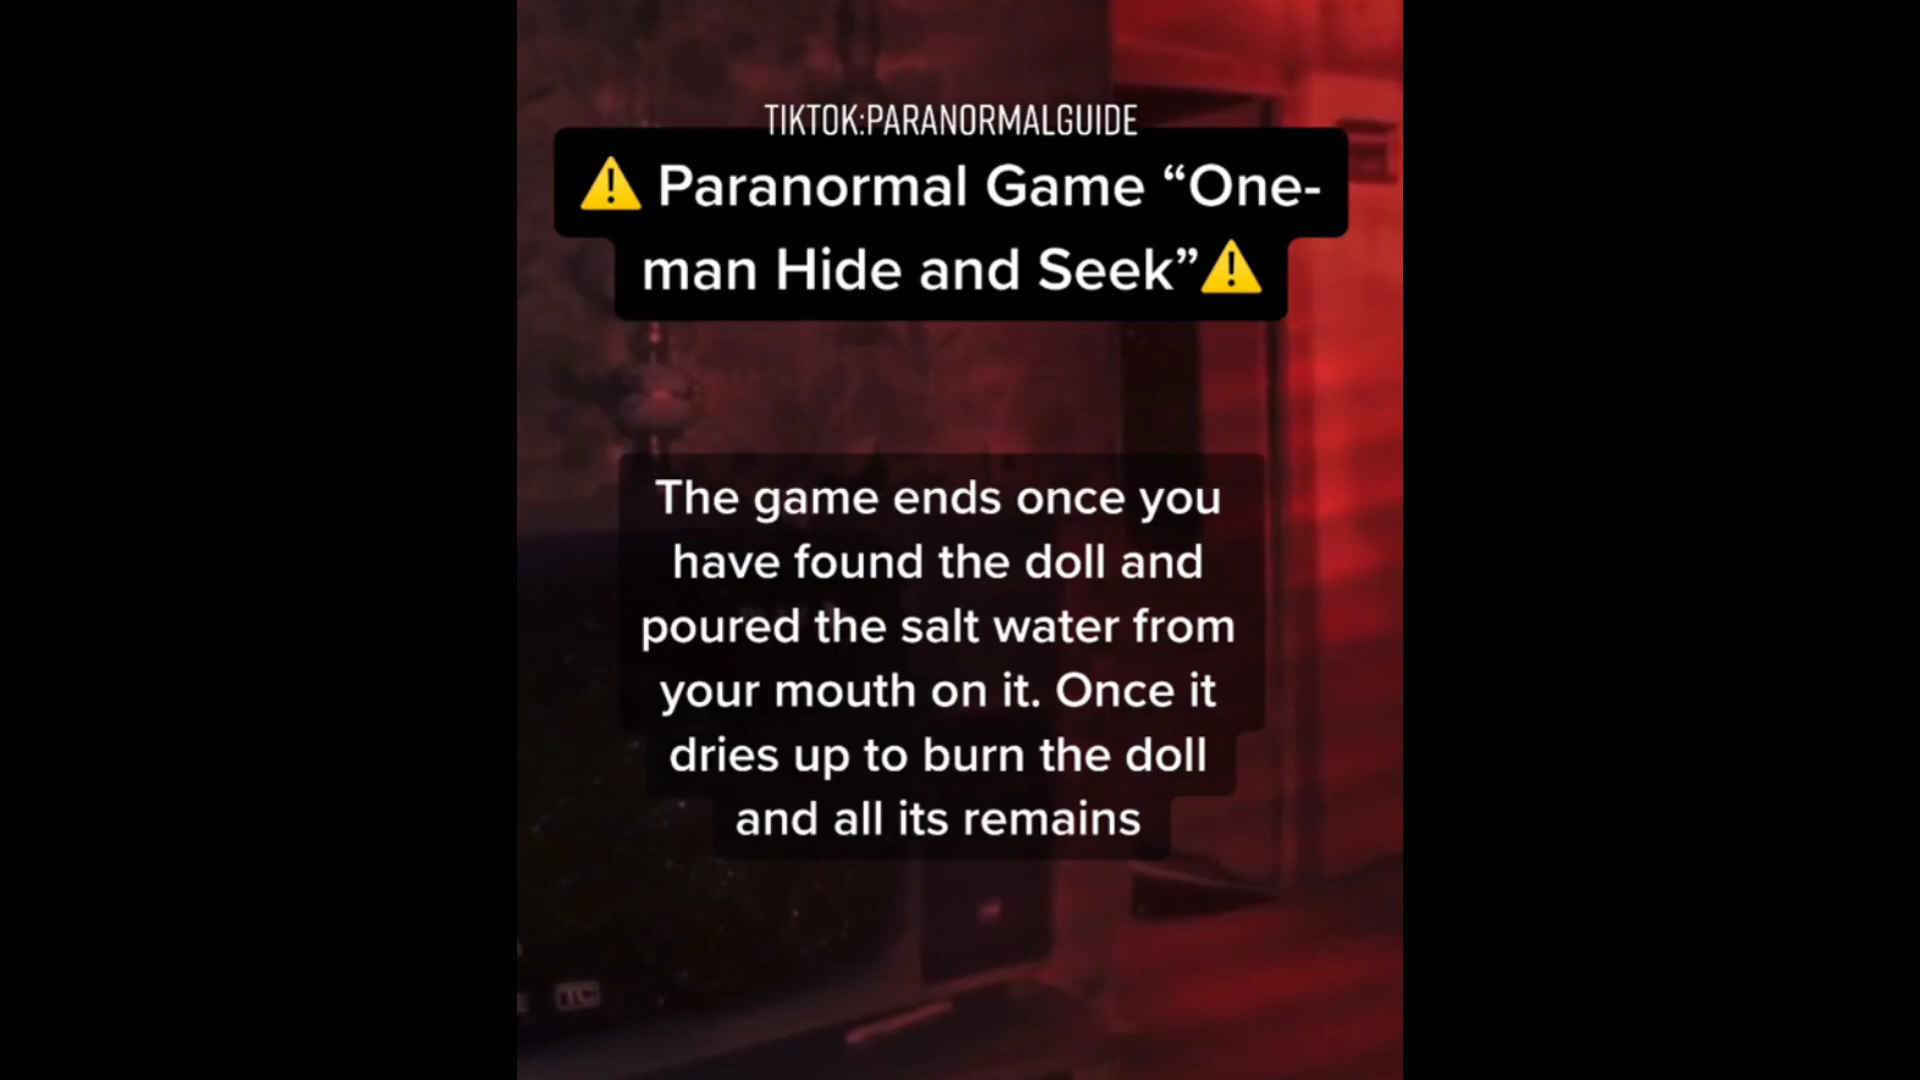 TIKTOK:PARANORMALGUIDE
⚠️ Paranormal Game “One-
man Hide and Seek”⚠️
The game ends once you
have found the doll and
poured the salt water from
your mouth on it. Once it
dries up to burn the doll
and all its remains